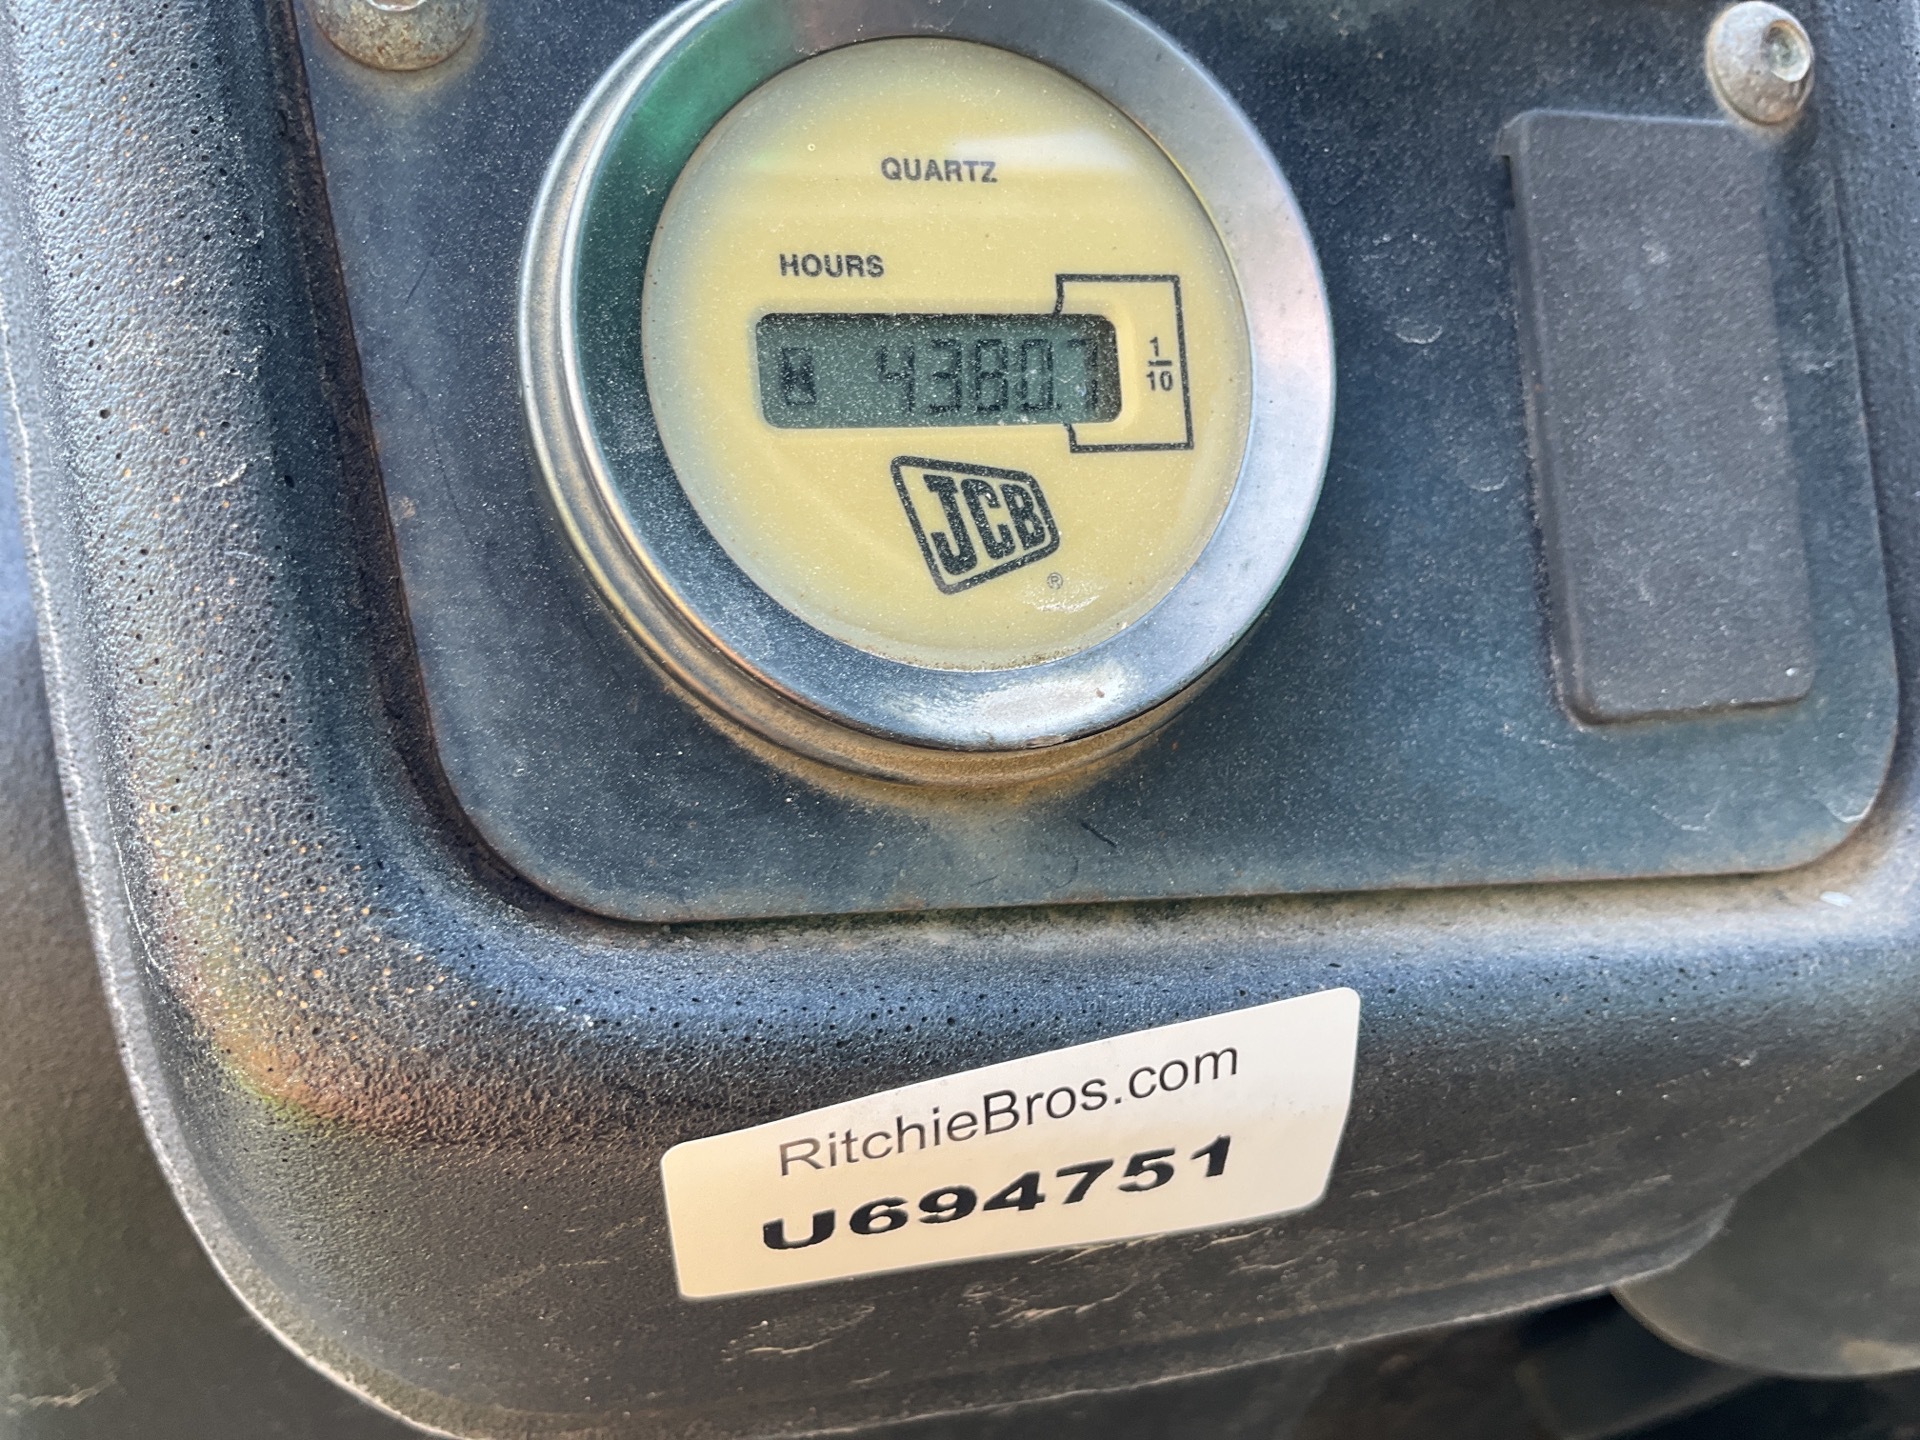 QUARTZ
HOURS
4380.7
1
10
JCB
®
RitchieBros.com
U694751